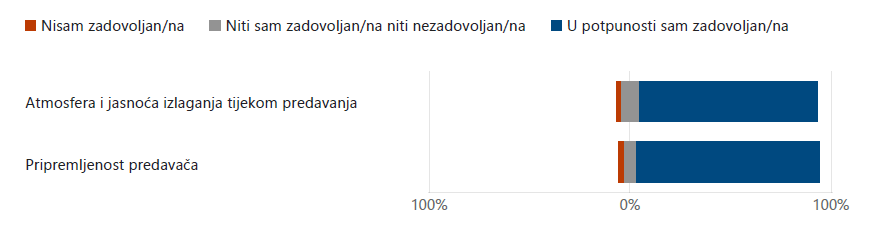 Nisam zadovoljan/na Niti sam zadovoljan/na niti nezadovoljan/na U potpunosti sam zadovoljan/na
Atmosfera i jasnoća izlaganja tijekom predavanja
Pripremljenost predavača
100% 0% 100%